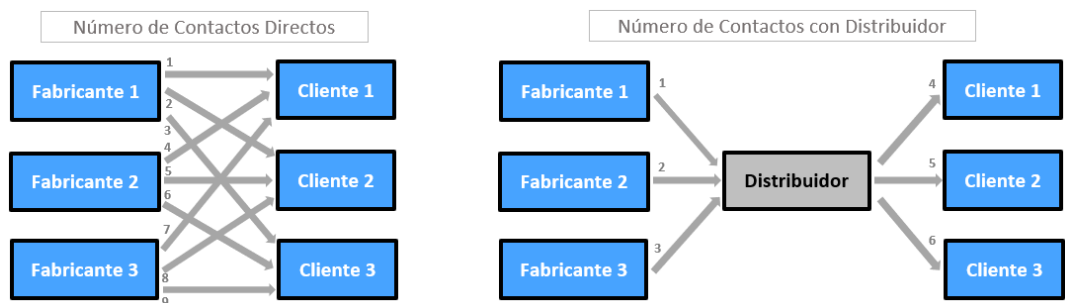 Número de Contactos Directos
Número de Contactos con Distribuidor
Fabricante 1
1
Cliente 1
2
3
4
Fabricante 2
5
Cliente 2
6
7
Fabricante 3
8
Cliente 3
9
Fabricante 1
1
4
Cliente 1
Fabricante 2
2
Distribuidor
5
Cliente 2
3
6
Fabricante 3
Cliente 3